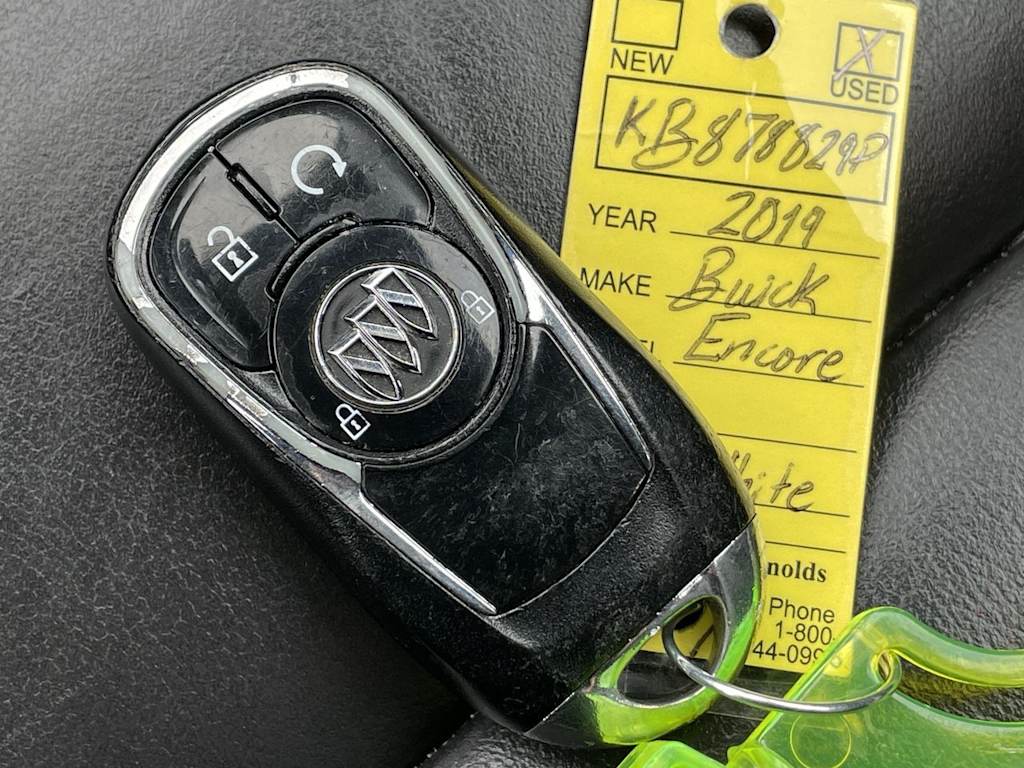 NEW
USED
KB878829P
YEAR 2019
MAKE Buick
Encore
Phone
1-800-